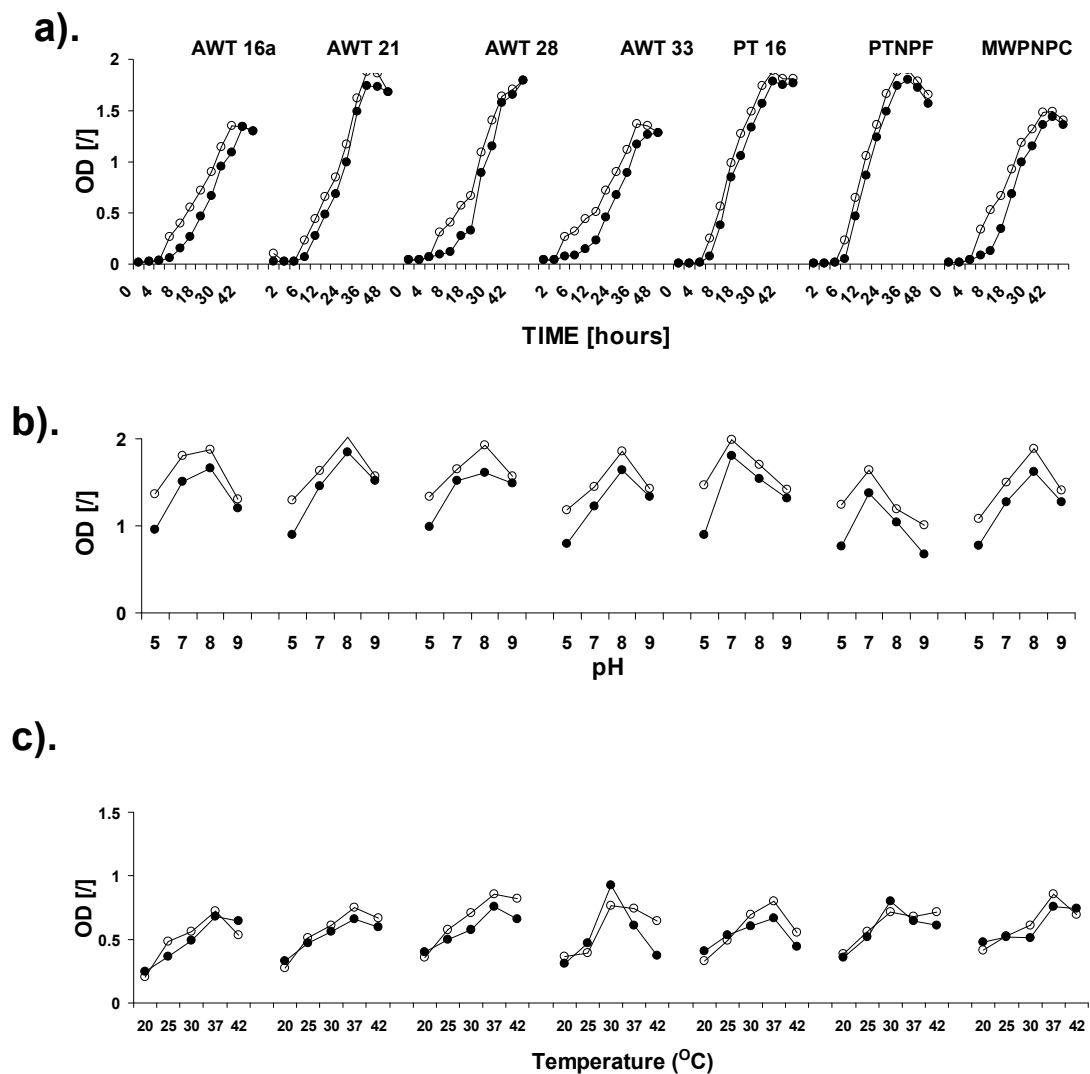 a).
AWT 16a AWT 21 AWT 28 AWT 33 PT 16 PTNPF MWPNPC
2
1.5
1
0.5
0
OD [/]
0 4 8 18 30 42 2 6 12 24 36 48 0 4 8 18 30 42 2 6 12 24 36 48 0 4 8 18 30 42 2 6 12 24 36 48 0 4 8 18 30 42
TIME [hours]
b).
2
1
0
OD [/]
5 7 8 9 5 7 8 9 5 7 8 9 5 7 8 9 5 7 8 9 5 7 8 9 5 7 8 9
pH
c).
1.5
1
0.5
0
OD [/]
20 25 30 37 42 20 25 30 37 42 20 25 30 37 42 20 25 30 37 42 20 25 30 37 42 20 25 30 37 42 20 25 30 37 42
Temperature (OC)